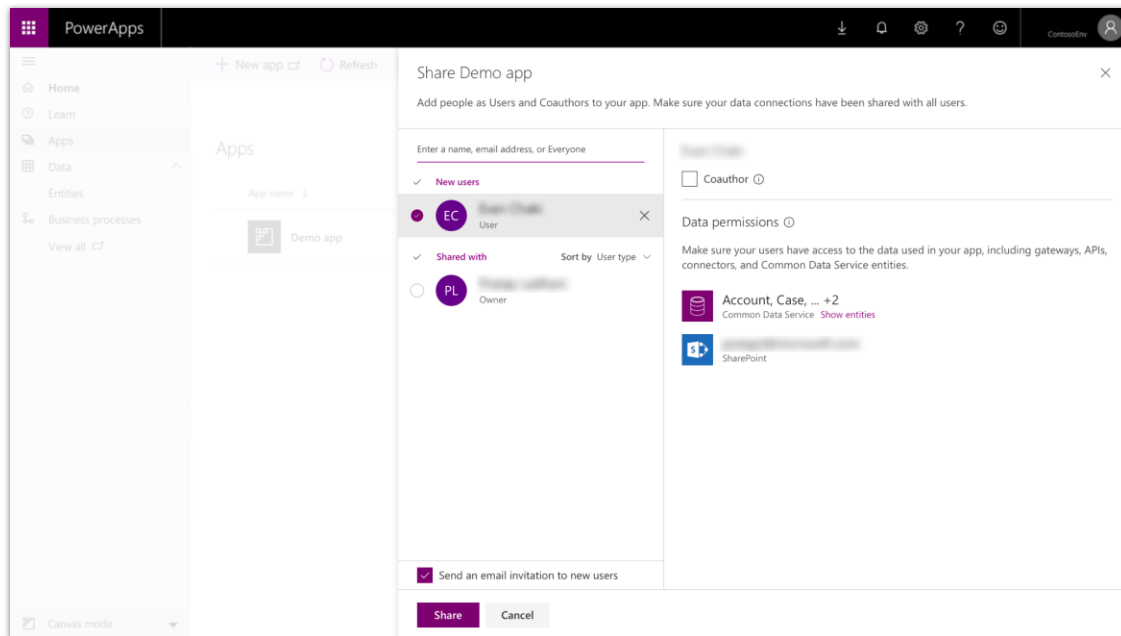 PowerApps
ContosoEnv
New app
Refresh
Home
Learn
Apps
Data
Entities
Business processes
View all
Canvas mode
Apps
App name
Demo app
Share Demo app
Add people as Users and Coauthors to your app. Make sure your data connections have been shared with all users.
Enter a name, email address, or Everyone
New users
EC
User
Shared with
Sort by User type
PL
Owner
Send an email invitation to new users
Share
Cancel
Coauthor
Data permissions
Make sure your users have access to the data used in your app, including gateways, APIs,
connectors, and Common Data Service entities.
Account, Case, ... +2
Common Data Service Show entities
SharePoint